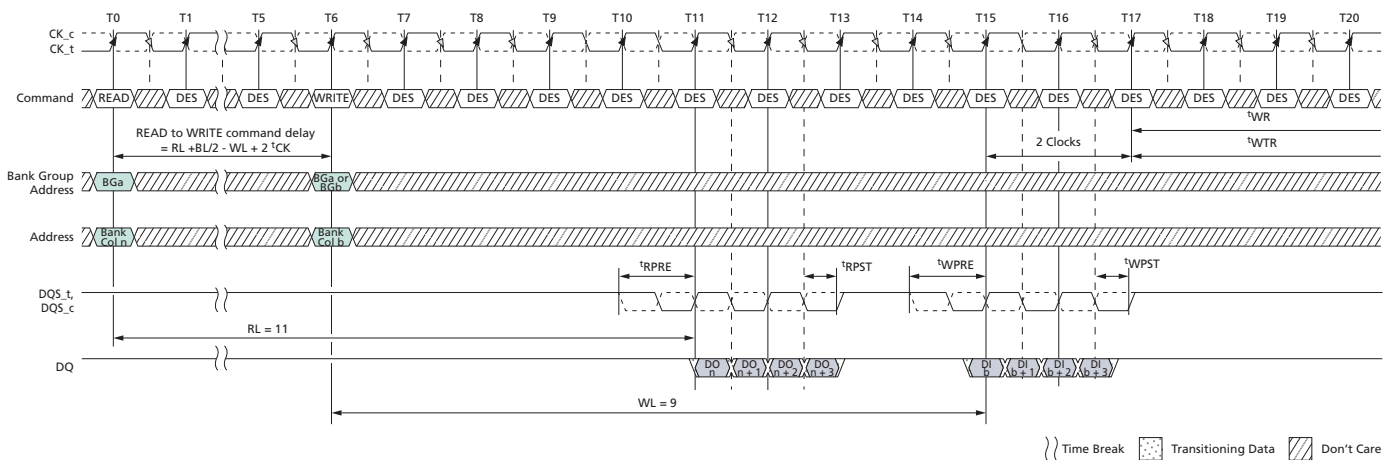 T0 T1 T5 T6 T7 T8 T9 T10 T11 T12 T13 T14 T15 T16 T17 T18 T19 T20
CK_c
CK_t
Command READ DES DES WRITE DES DES DES DES DES DES DES DES DES DES DES DES DES DES
READ to WRITE command delay
= RL +BL/2 - WL + 2 tCK
2 Clocks
tWR
tWTR
Bank Group
Address
BGa
BGa or
BGb
Address
Bank
Col n
Bank
Col b
tRPRE tRPST tWPRE tWPST
DQS_t,
DQS_c
RL = 11
DQ
DO
n
DO
n + 1
DO
n + 2
DO
n + 3
DI
b
DI
b + 1
DI
b + 2
DI
b + 3
WL = 9
Time Break Transitioning Data Don't Care